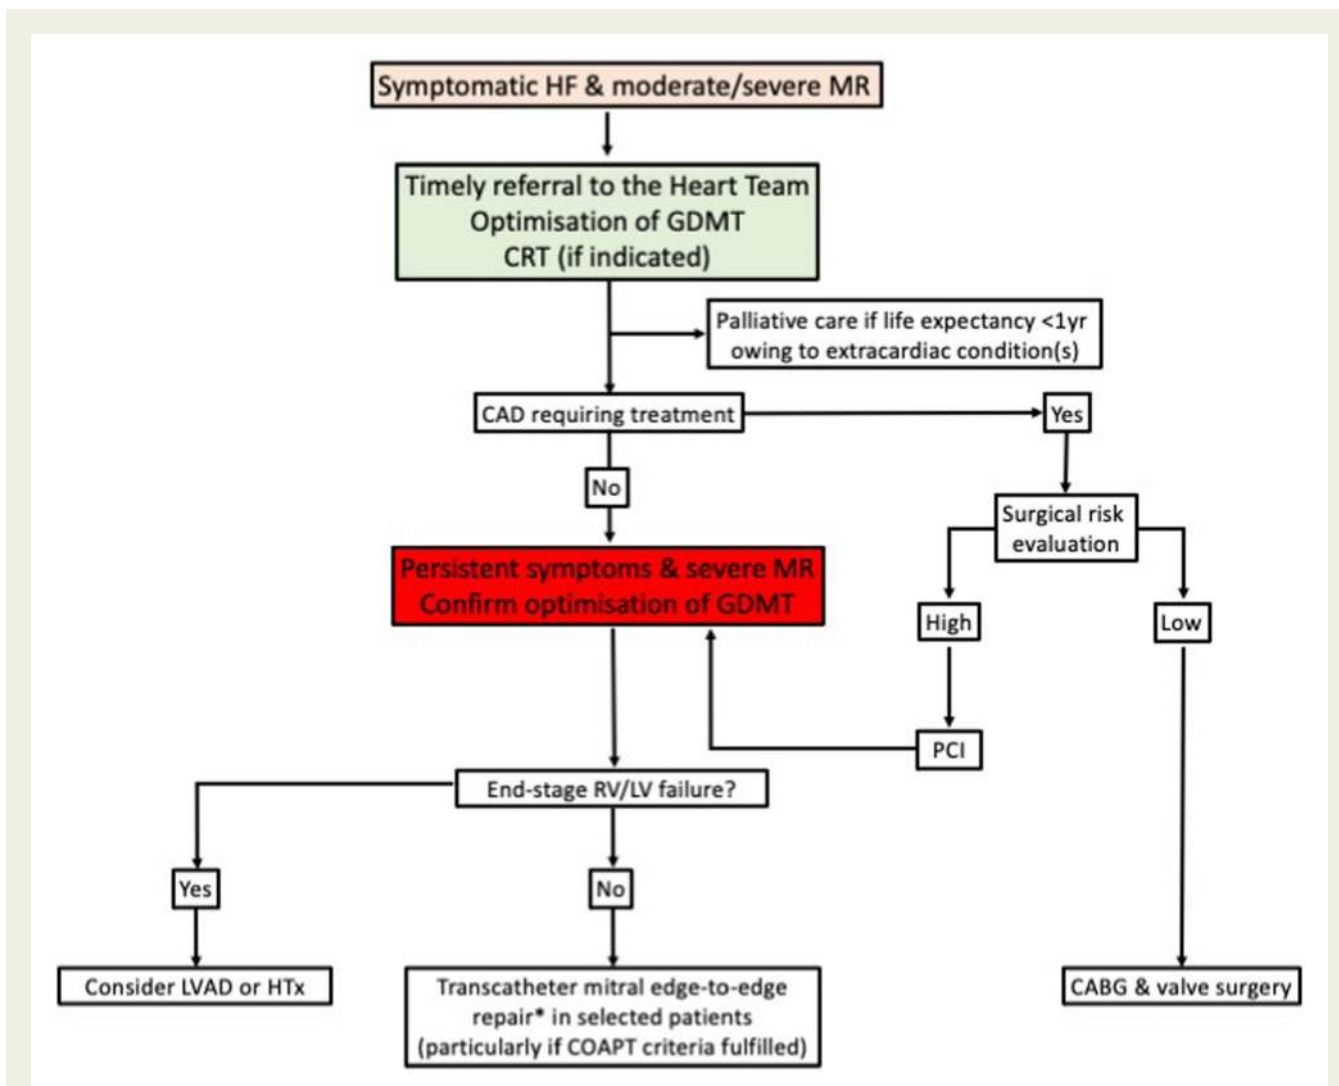 Symptomatic HF & moderate/severe MR
Timely referral to the Heart Team
Optimisation of GDMT
CRT (if indicated)
Palliative care if life expectancy <1yr
owing to extracardiac condition(s)
CAD requiring treatment
Yes
No
Surgical risk
evaluation
Persistent symptoms & severe MR
Confirm optimisation of GDMT
High
Low
PCI
End-stage RV/LV failure?
Yes
No
Consider LVAD or HTx
Transcatheter mitral edge-to-edge
repair* in selected patients
(particularly if COAPT criteria fulfilled)
CABG & valve surgery